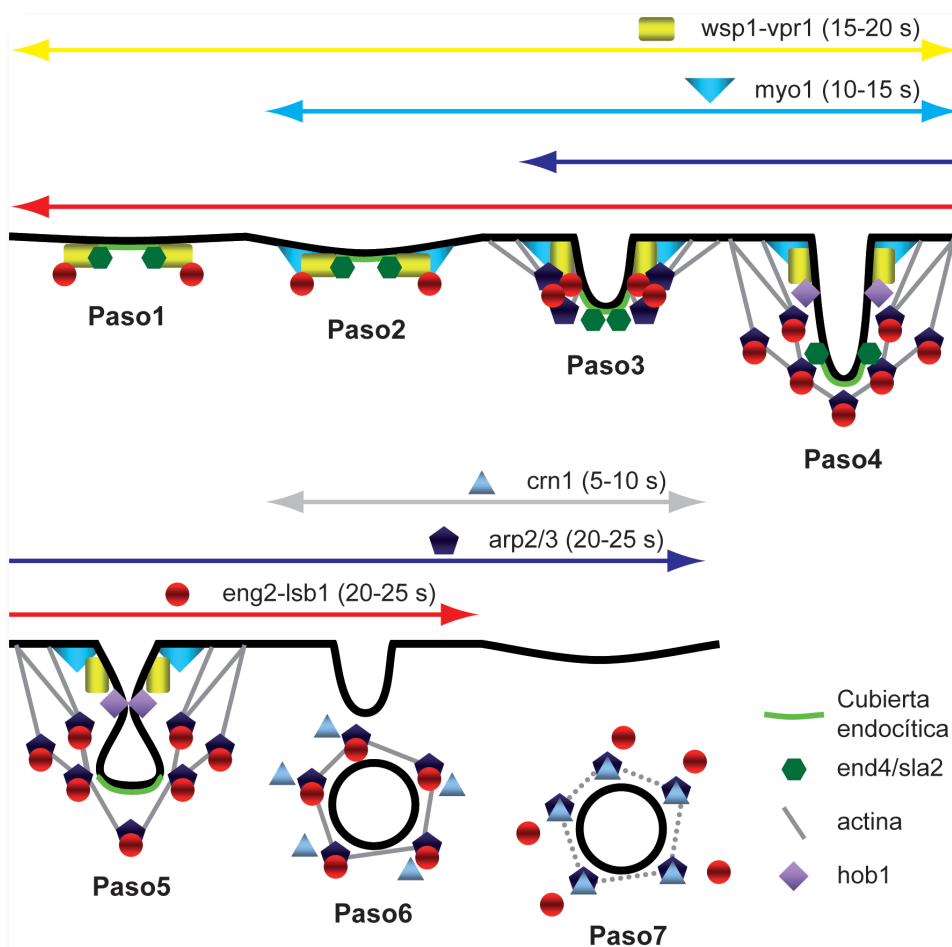 wsp1-vpr1 (15-20 s)
myo1 (10-15 s)
Paso1
Paso2
Paso3
Paso4
crn1 (5-10 s)
arp2/3 (20-25 s)
eng2-lsb1 (20-25 s)
Cubierta
endocítica
end4/sla2
actina
hob1
Paso5
Paso6
Paso7